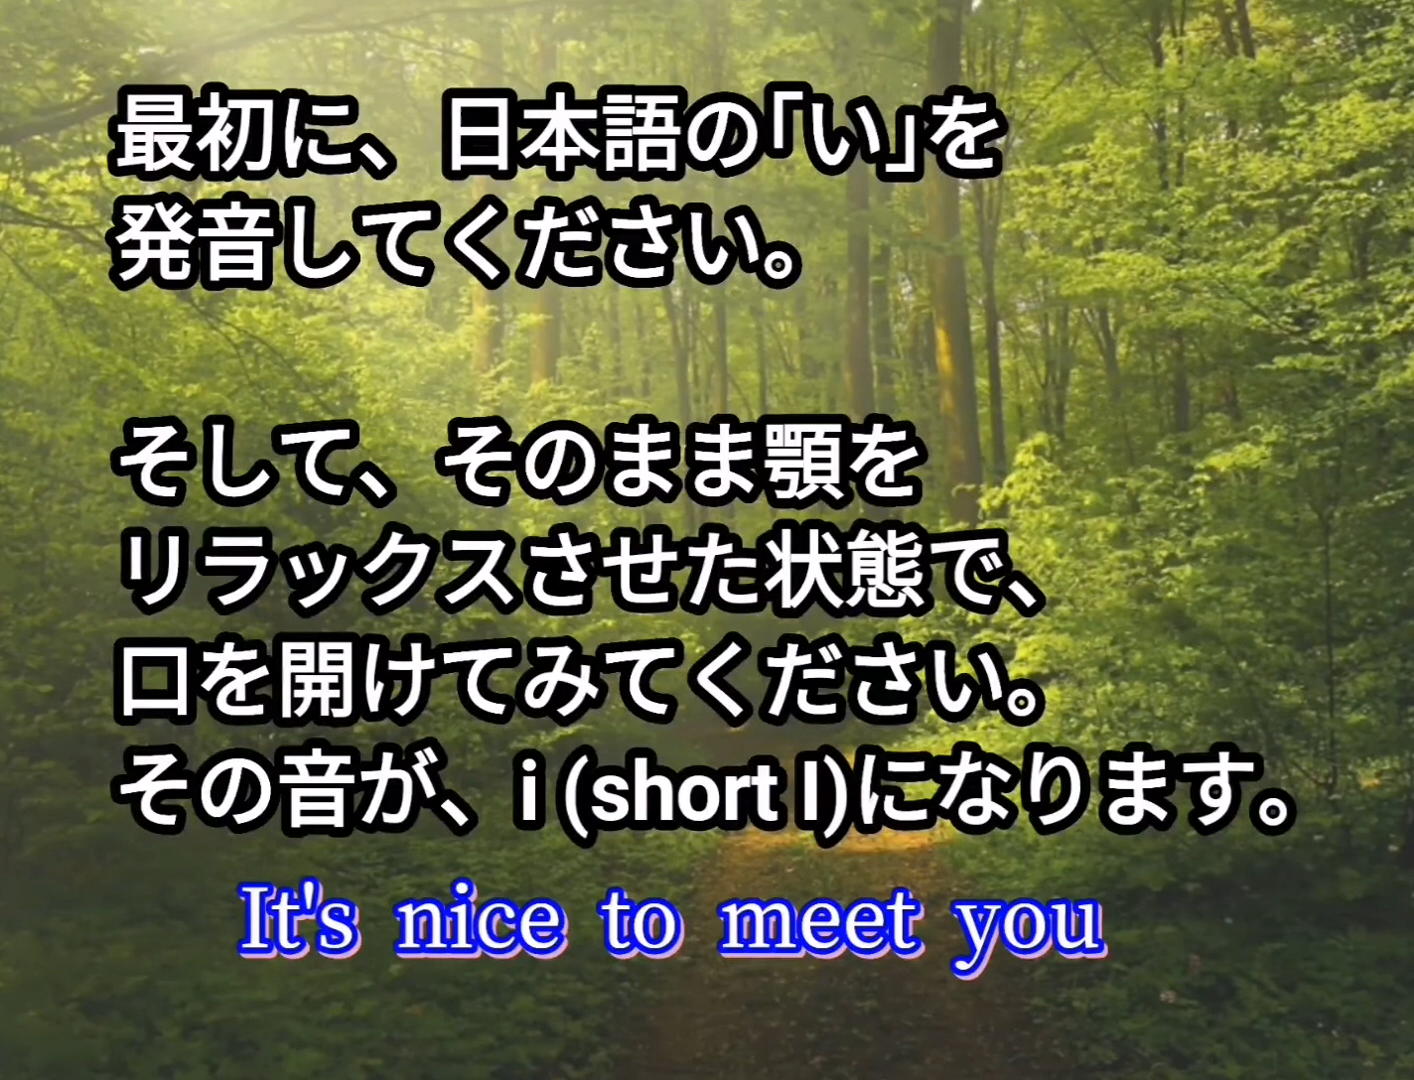 最初に、日本語の「い」を
発音してください。
そして、そのまま顎を
リラックスさせた状態で、
口を開けてみてください。
その音が、i (short I)になります。
It's nice to meet you